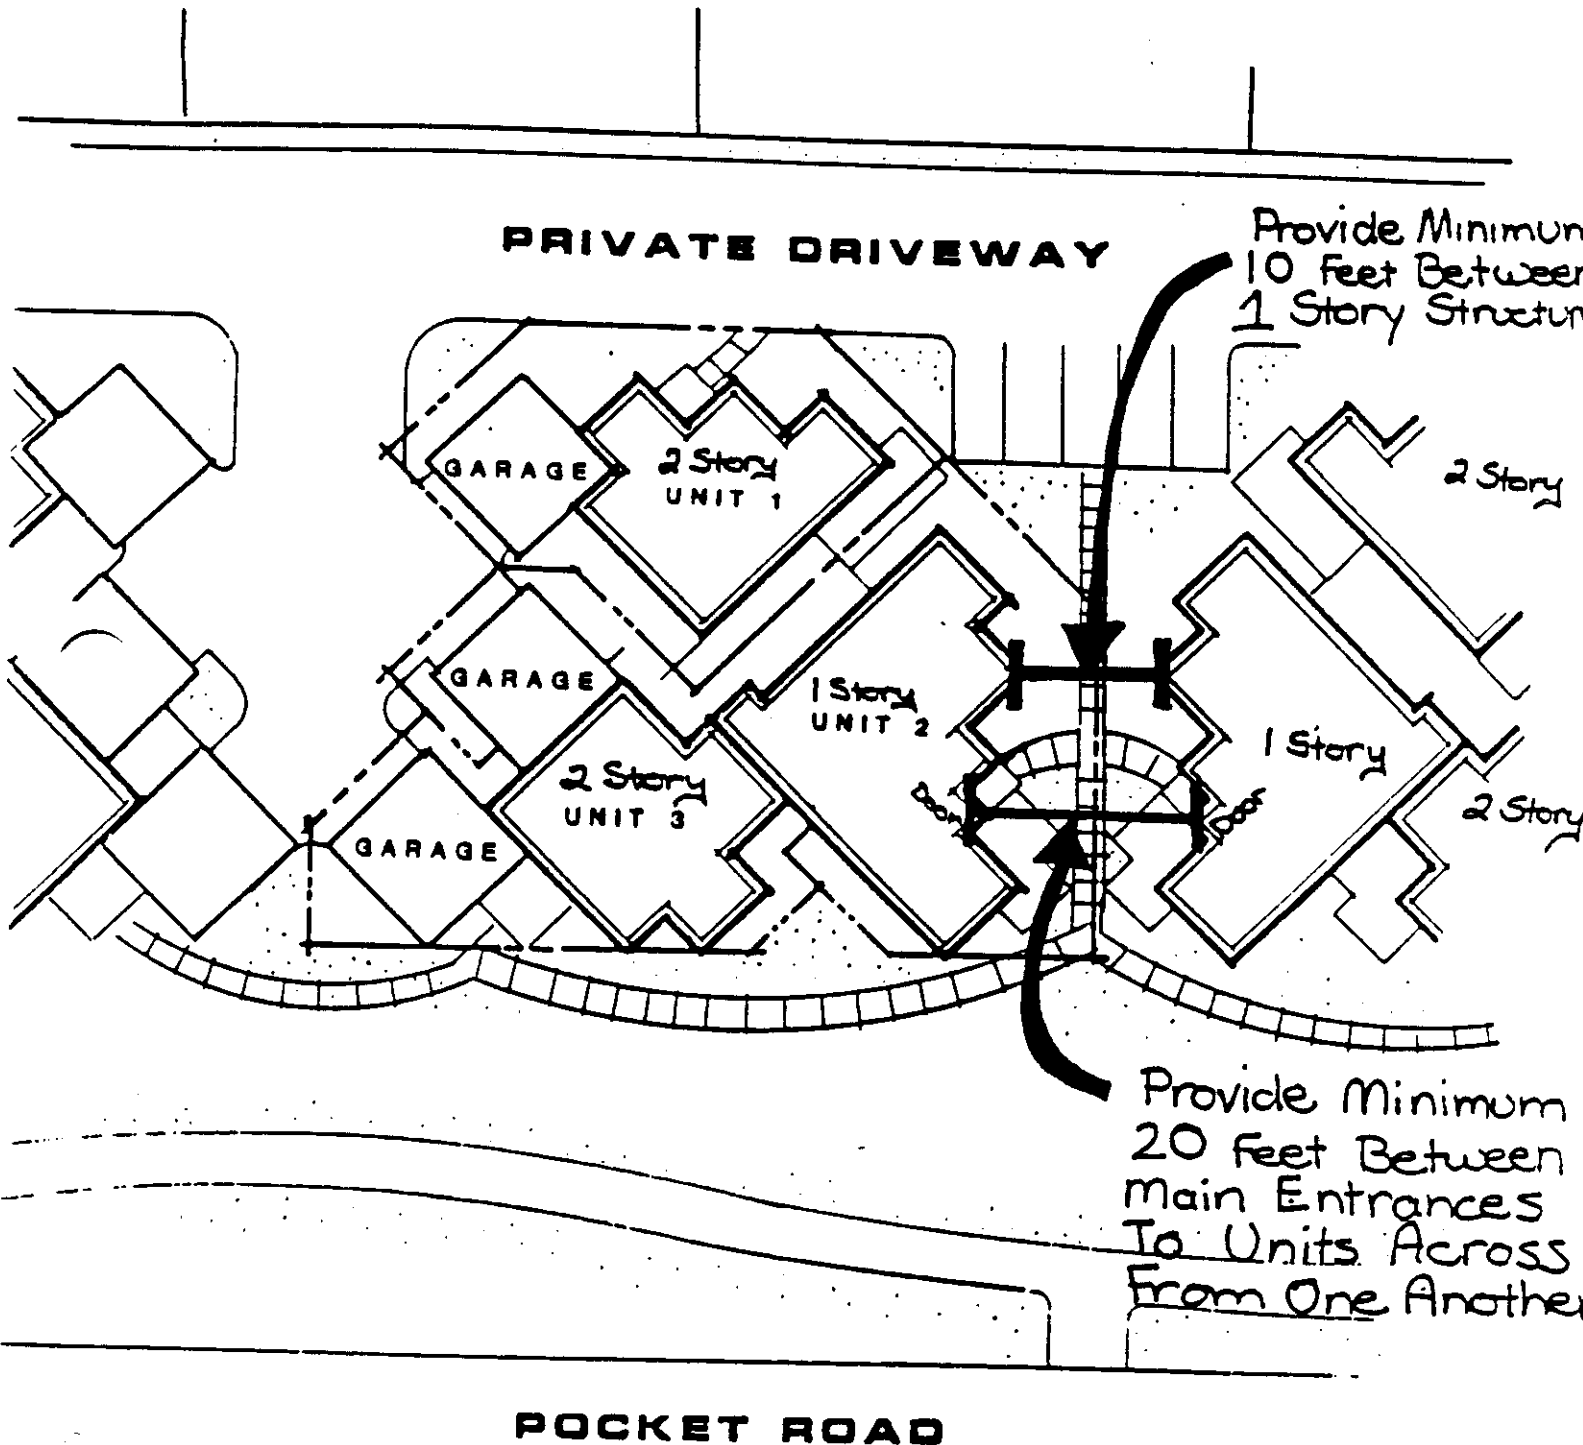 PRIVATE DRIVEWAY
Provide Minimum
10 Feet Between
1 Story Structur
GARAGE
2 Story
UNIT 1
2 Story
GARAGE
1 Story
UNIT 2
1 Story
2 Story
UNIT 3
Door
Door
2 Story
GARAGE
Provide Minimum
20 Feet Between
Main Entrances
To Units Across
From One Another
POCKET ROAD